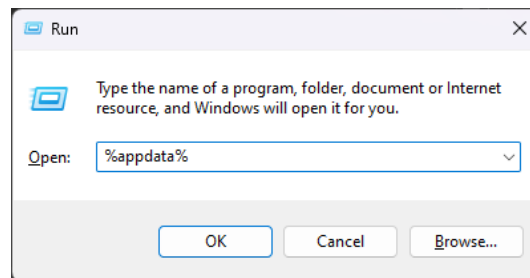 Run
Type the name of a program, folder, document or Internet
resource, and Windows will open it for you.
Open: %appdata%
OK Cancel Browse...